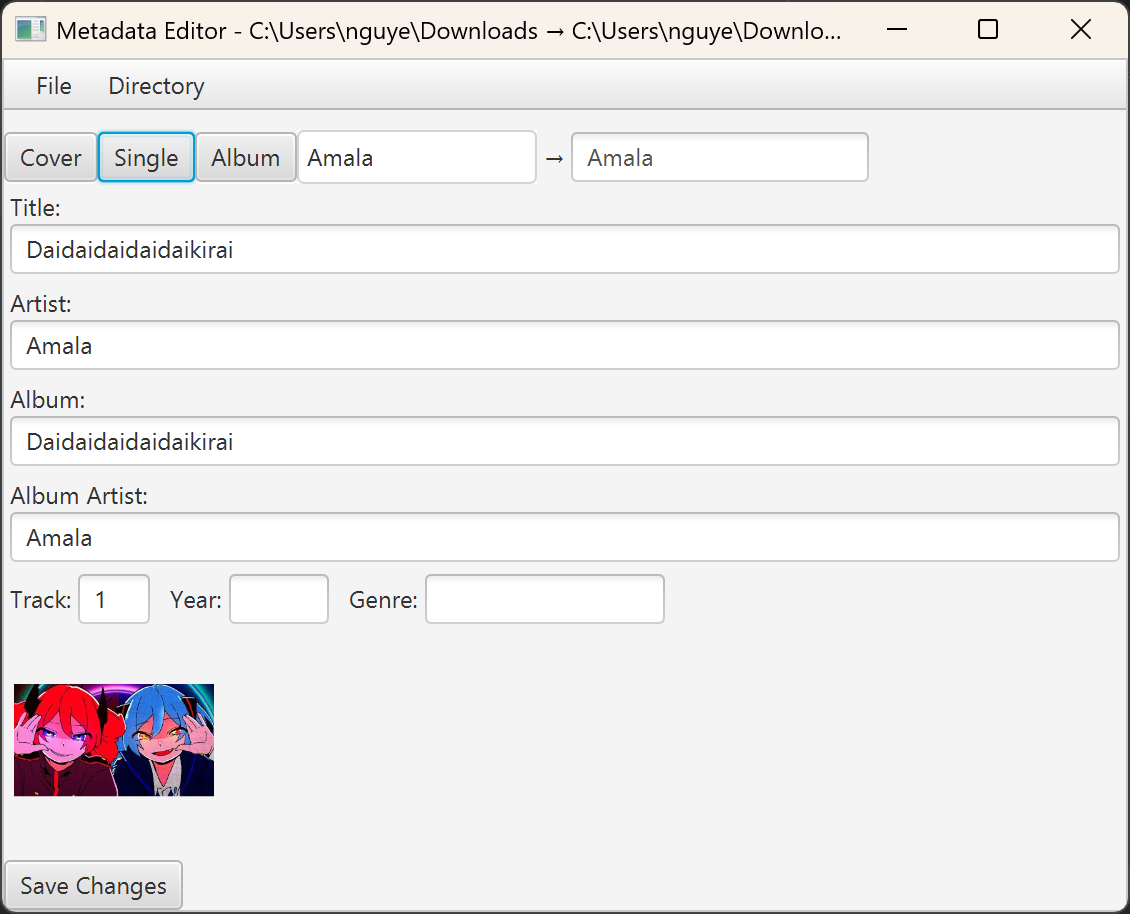 Metadata Editor - C:\Users\nguye\Downloads → C:\Users\nguye\Downlo...
File Directory
Cover Single Album Amala → Amala
Title:
Daidaidaidaidaikirai
Artist:
Amala
Album:
Daidaidaidaidaikirai
Album Artist:
Amala
Track: 1 Year: Genre:
Save Changes